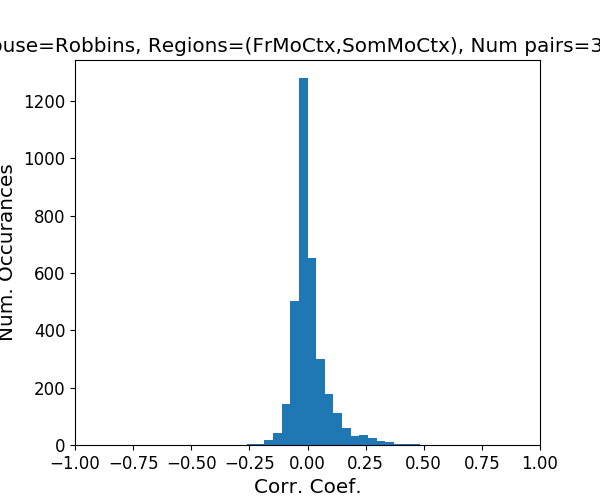 ouse=Robbins, Regions=(FrMoCtx,SomMoCtx), Num pairs=3
1200
1000
800
600
400
200
0
Num. Occurances
−1.00 −0.75 −0.50 −0.25 0.00 0.25 0.50 0.75 1.00
Corr. Coef.